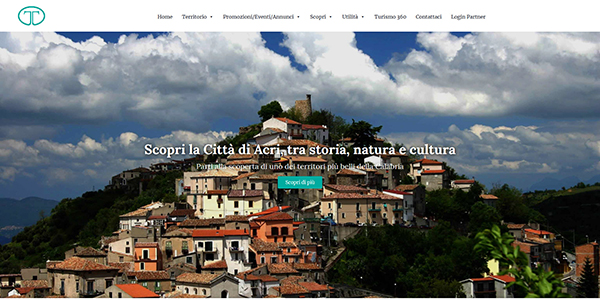 Home Territorio Promozioni/Eventi/Annunci Scopri Utilità Turismo 360 Contattaci Login Partner
Scopri la Città di Acri, tra storia, natura e cultura
Parti alla scoperta di uno dei territori più belli della Calabria
Scopri di più